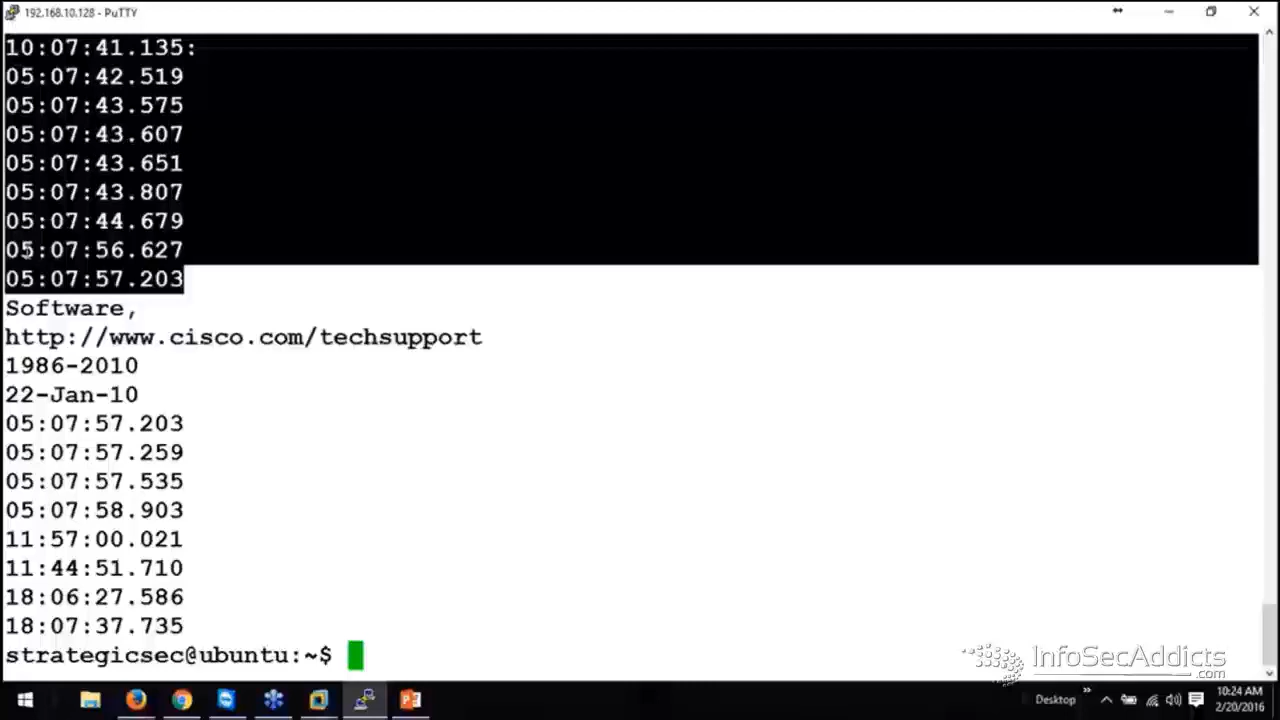 192.168.10.128 - PuTTY
10:07:41.135:
05:07:42.519
05:07:43.575
05:07:43.607
05:07:43.651
05:07:43.807
05:07:44.679
05:07:56.627
05:07:57.203
Software,
http://www.cisco.com/techsupport
1986-2010
22-Jan-10
05:07:57.203
05:07:57.259
05:07:57.535
05:07:58.903
11:57:00.021
11:44:51.710
18:06:27.586
18:07:37.735
strategicsec@ubuntu:~$
InfoSecAddicts
.com
Desktop
10:24 AM
2/20/2016